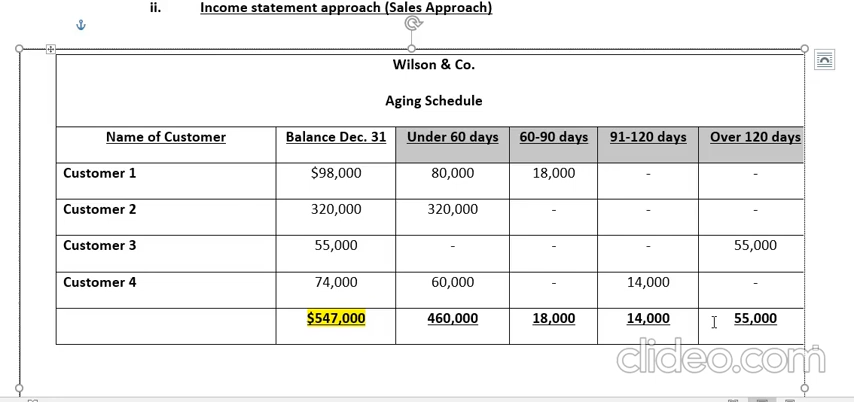 ii. Income statement approach (Sales Approach)
Wilson & Co.
Aging Schedule
Name of Customer Balance Dec. 31 Under 60 days 60-90 days 91-120 days Over 120 days
Customer 1 $98,000 80,000 18,000 - -
Customer 2 320,000 320,000 - - -
Customer 3 55,000 - - - 55,000
Customer 4 74,000 60,000 - 14,000 -
$547,000 460,000 18,000 14,000 55,000
clideo.com